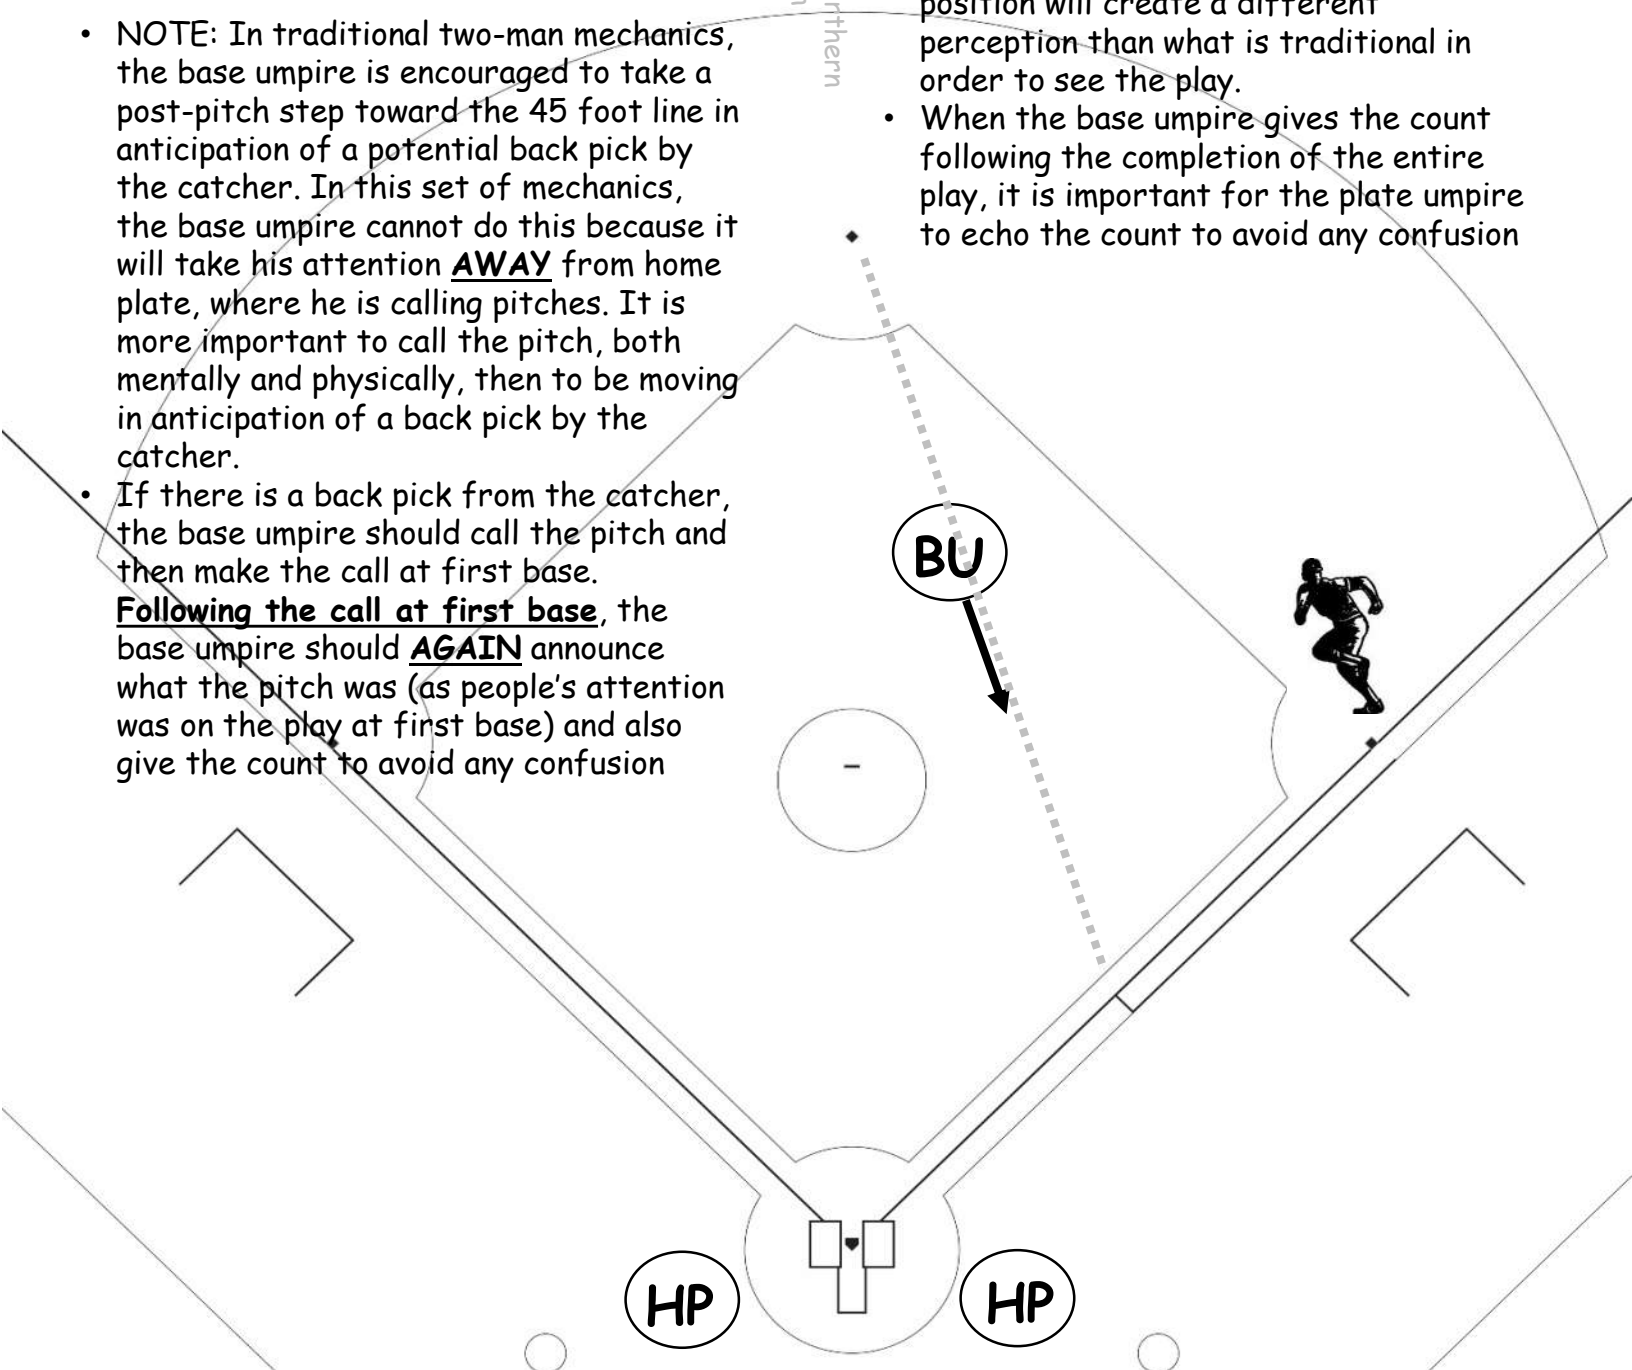 • NOTE: In traditional two-man mechanics,
the base umpire is encouraged to take a
post-pitch step toward the 45 foot line in
anticipation of a potential back pick by
the catcher. In this set of mechanics,
the base umpire cannot do this because it
will take his attention AWAY from home
plate, where he is calling pitches. It is
more important to call the pitch, both
mentally and physically, then to be moving
in anticipation of a back pick by the
catcher.
• If there is a back pick from the catcher,
the base umpire should call the pitch and
then make the call at first base.
Following the call at first base, the
base umpire should AGAIN announce
what the pitch was (as people's attention
was on the play at first base) and also
give the count to avoid any confusion
position will create a different
perception than what is traditional in
order to see the play.
• When the base umpire gives the count
following the completion of the entire
play, it is important for the plate umpire
to echo the count to avoid any confusion
BU
HP
HP